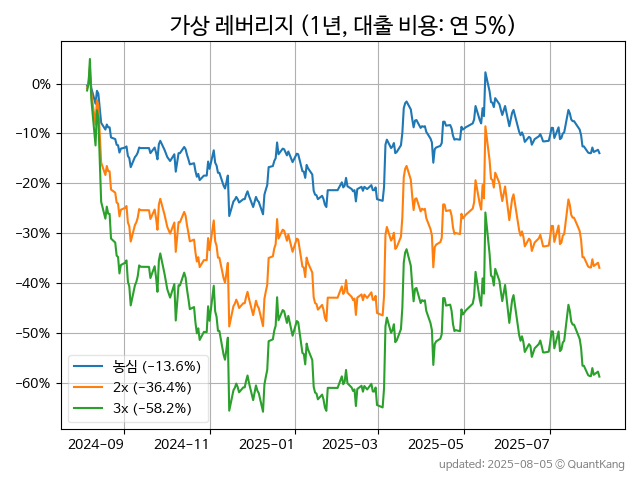 가상 레버리지 (1년, 대출 비용: 연 5%)
0%
−10%
−20%
−30%
−40%
−50%
−60%
농심 (−13.6%)
2x (−36.4%)
3x (−58.2%)
2024-09 2024-11 2025-01 2025-03 2025-05 2025-07
updated: 2025-08-05 © QuantKang